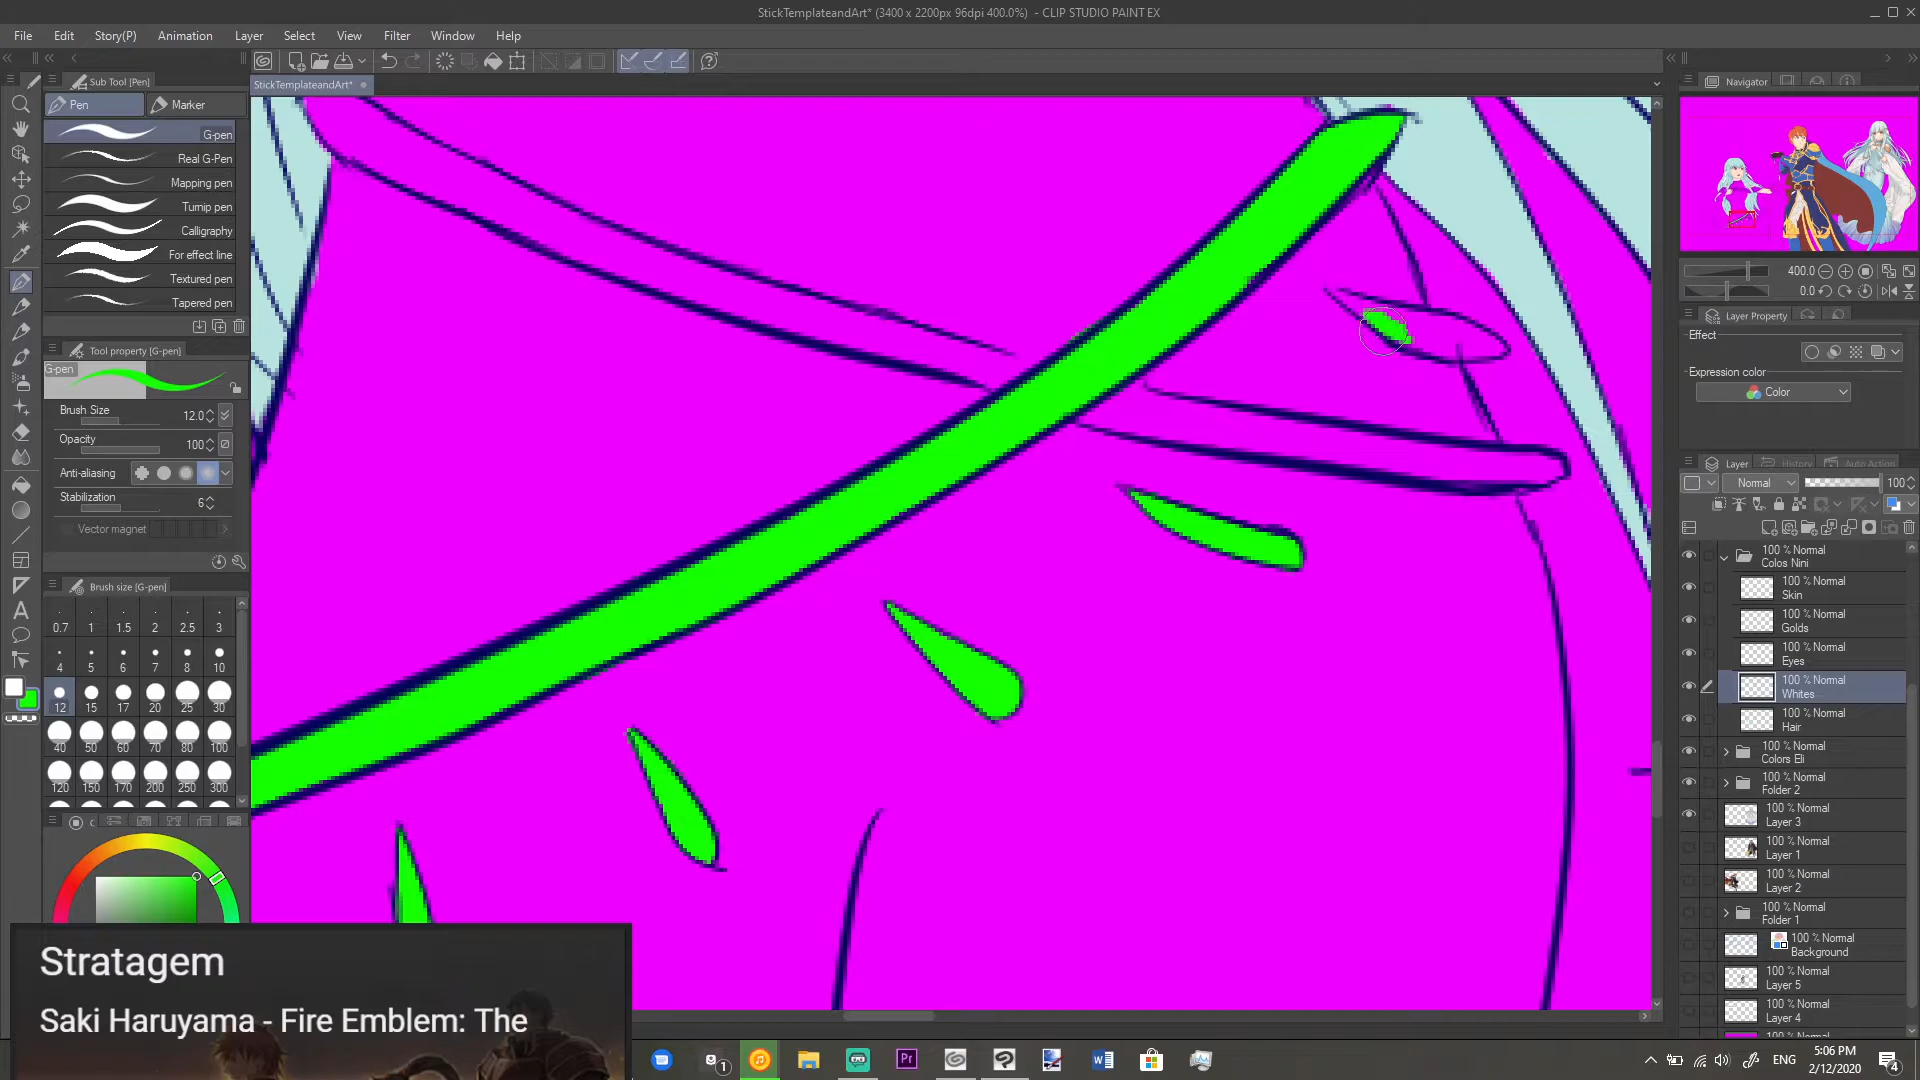 StickTemplateandArt* (3400 x 2200px 96dpi 400.0%) - CLIP STUDIO PAINT EX
File Edit Story(P) Animation Layer Select View Filter Window Help
Sub Tool [Pen]
Pen Marker
G-pen
Real G-Pen
Mapping pen
Turnip pen
Calligraphy
For effect line
Textured pen
Tapered pen
Tool property [G-pen]
G-pen
Brush Size 12.0
Opacity 100
Anti-aliasing
Stabilization 6
Vector magnet
Brush size [G-pen]
0.7 1 1.5 2 2.5 3
4 5 6 7 8 10
12 15 17 20 25 30
40 50 60 70 80 100
120 150 170 200 250 300
StickTemplateandArt*
Stratagem
Saki Haruyama - Fire Emblem: The
Navigator
400.0
0.0
Layer Property
Effect
Expression color
Color
Layer History Auto Action
Normal 100
100 % Normal
Colos Nini
100 % Normal
Skin
100 % Normal
Golds
100 % Normal
Eyes
100 % Normal
Whites
100 % Normal
Hair
100 % Normal
Colors Eli
100 % Normal
Folder 2
100 % Normal
Layer 3
100 % Normal
Layer 1
100 % Normal
Layer 2
100 % Normal
Folder 1
100 % Normal
Background
100 % Normal
Layer 5
100 % Normal
Layer 4
100 % Normal
ENG
5:06 PM
2/12/2020